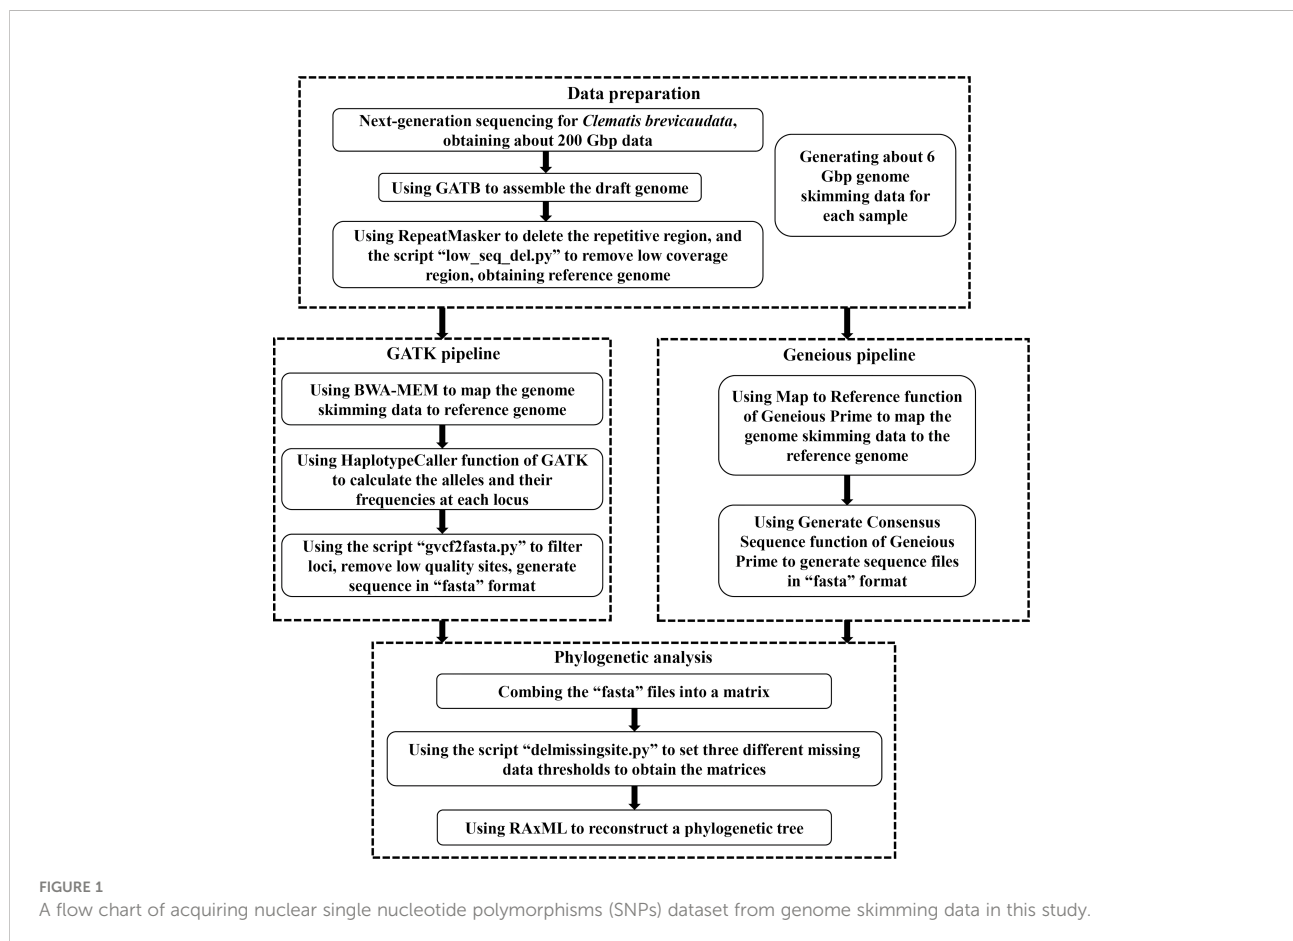 Data preparation
Next-generation sequencing for Clematis brevicaudata,
obtaining about 200 Gbp data
Using GATB to assemble the draft genome
Using RepeatMasker to delete the repetitive region, and
the script “low_seq_del.py” to remove low coverage
region, obtaining reference genome
Generating about 6
Gbp genome
skimming data for
each sample
GATK pipeline
Using BWA-MEM to map the genome
skimming data to reference genome
Using HaplotypeCaller function of GATK
to calculate the alleles and their
frequencies at each locus
Using the script “gvcf2fasta.py” to filter
loci, remove low quality sites, generate
sequence in “fasta” format
Geneious pipeline
Using Map to Reference function
of Geneious Prime to map the
genome skimming data to the
reference genome
Using Generate Consensus
Sequence function of Geneious
Prime to generate sequence files
in “fasta” format
Phylogenetic analysis
Combing the “fasta” files into a matrix
Using the script “delmissingsite.py” to set three different missing
data thresholds to obtain the matrices
Using RAxML to reconstruct a phylogenetic tree
FIGURE 1
A flow chart of acquiring nuclear single nucleotide polymorphisms (SNPs) dataset from genome skimming data in this study.